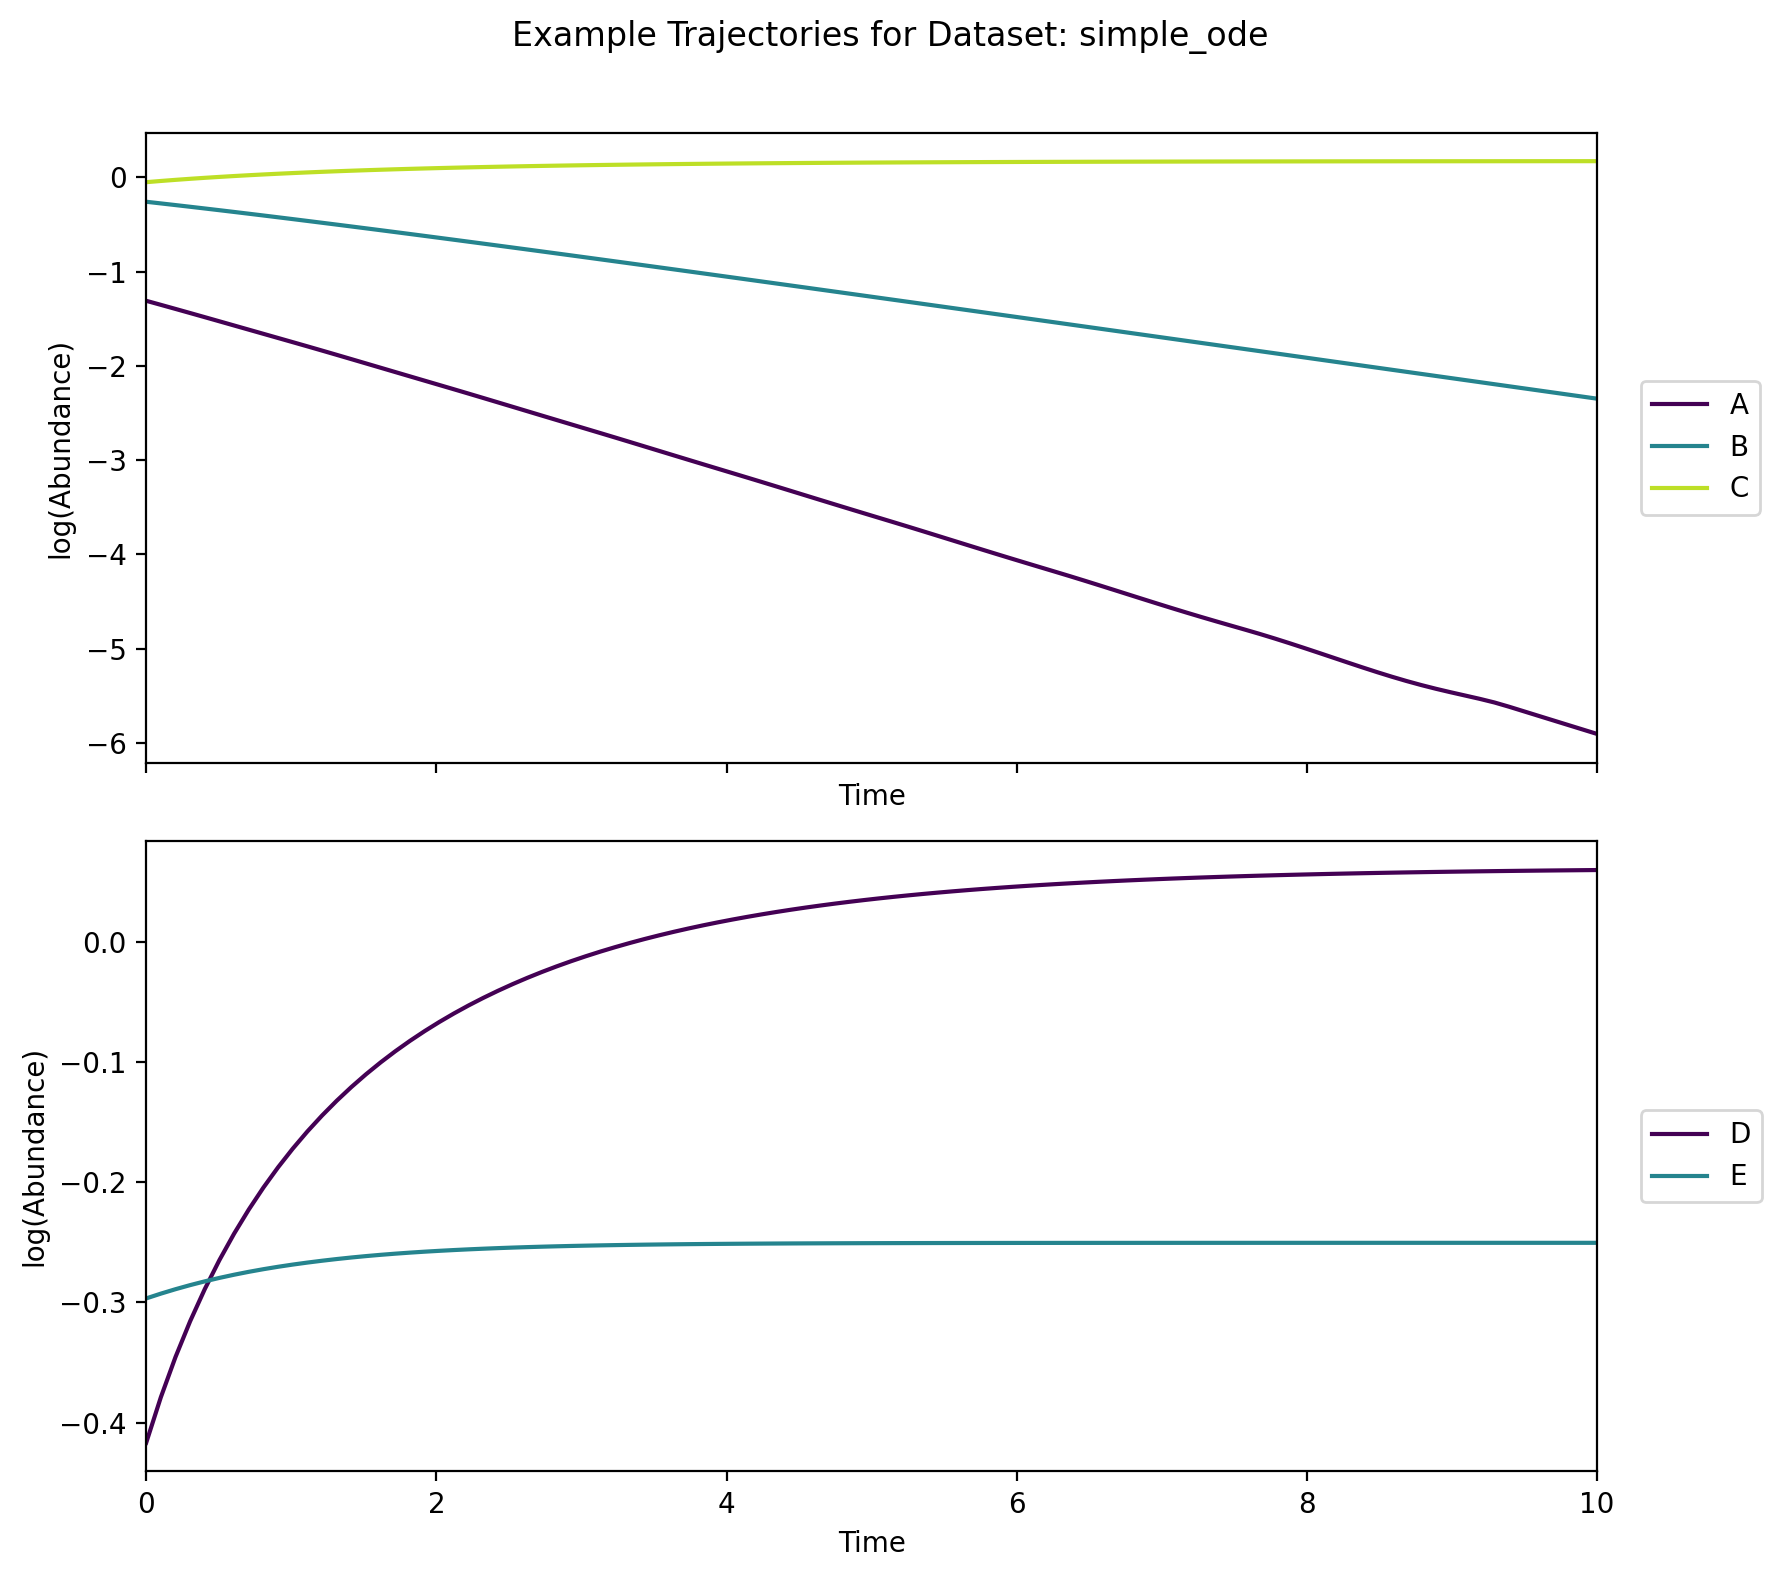 Example Trajectories for Dataset: simple_ode
0
−1
−2
−3
−4
−5
−6
log(Abundance)
Time
A
B
C
0.0
−0.1
−0.2
−0.3
−0.4
log(Abundance)
0 2 4 6 8 10
Time
D
E